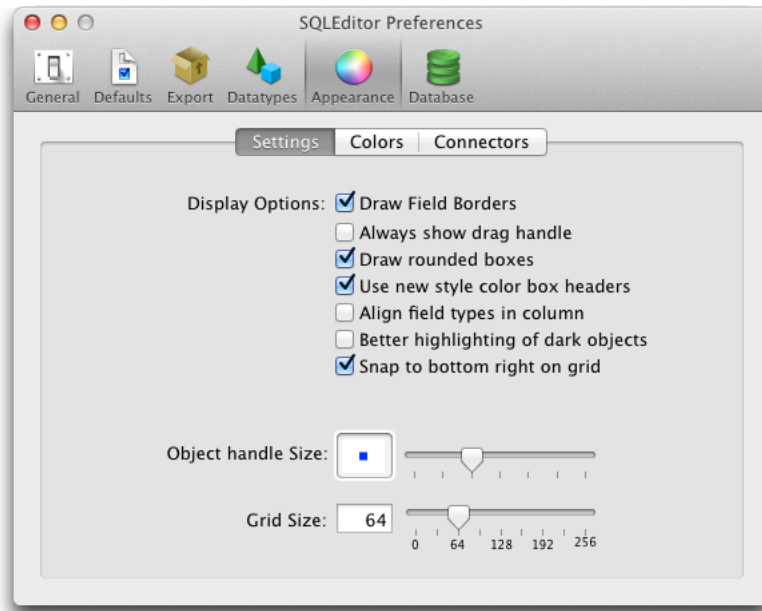 SQLEditor Preferences
General Defaults Export Datatypes Appearance Database
Settings Colors Connectors
Display Options: Draw Field Borders
Always show drag handle
Draw rounded boxes
Use new style color box headers
Align field types in column
Better highlighting of dark objects
Snap to bottom right on grid
Object handle Size:
Grid Size: 64
0 64 128 192 256